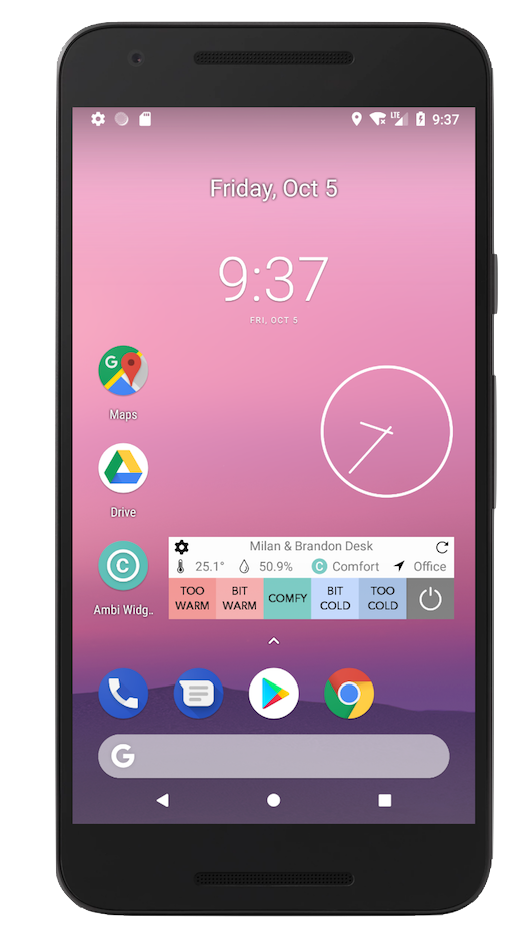 LTE 9:37
Friday, Oct 5
9:37
FRI, OCT 5
G
Maps
Drive
C
Ambi Widg..
Milan & Brandon Desk
25.1° 50.9% C Comfort Office
TOO WARM BIT WARM COMFY BIT COLD TOO COLD
G